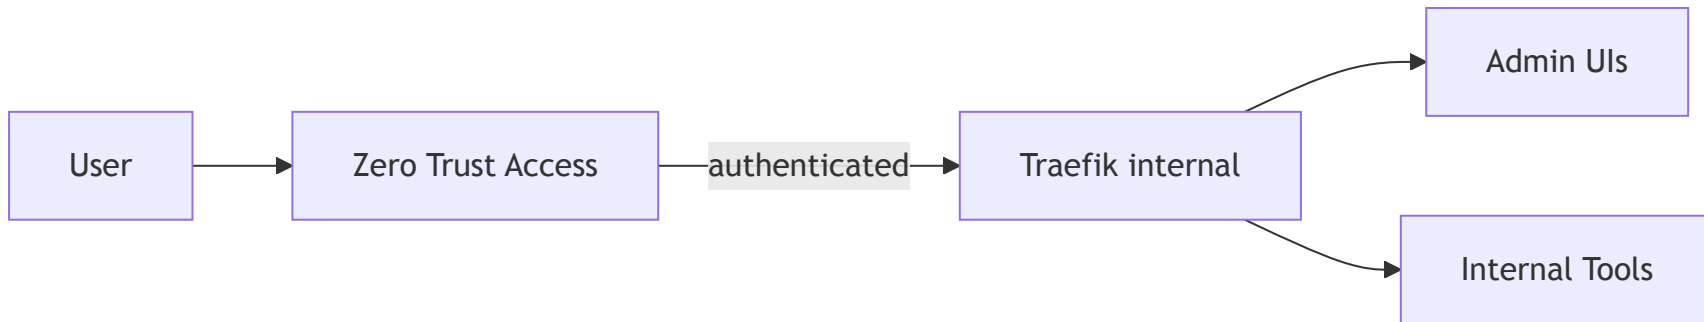 User
Zero Trust Access
authenticated
Traefik internal
Admin UIs
Internal Tools